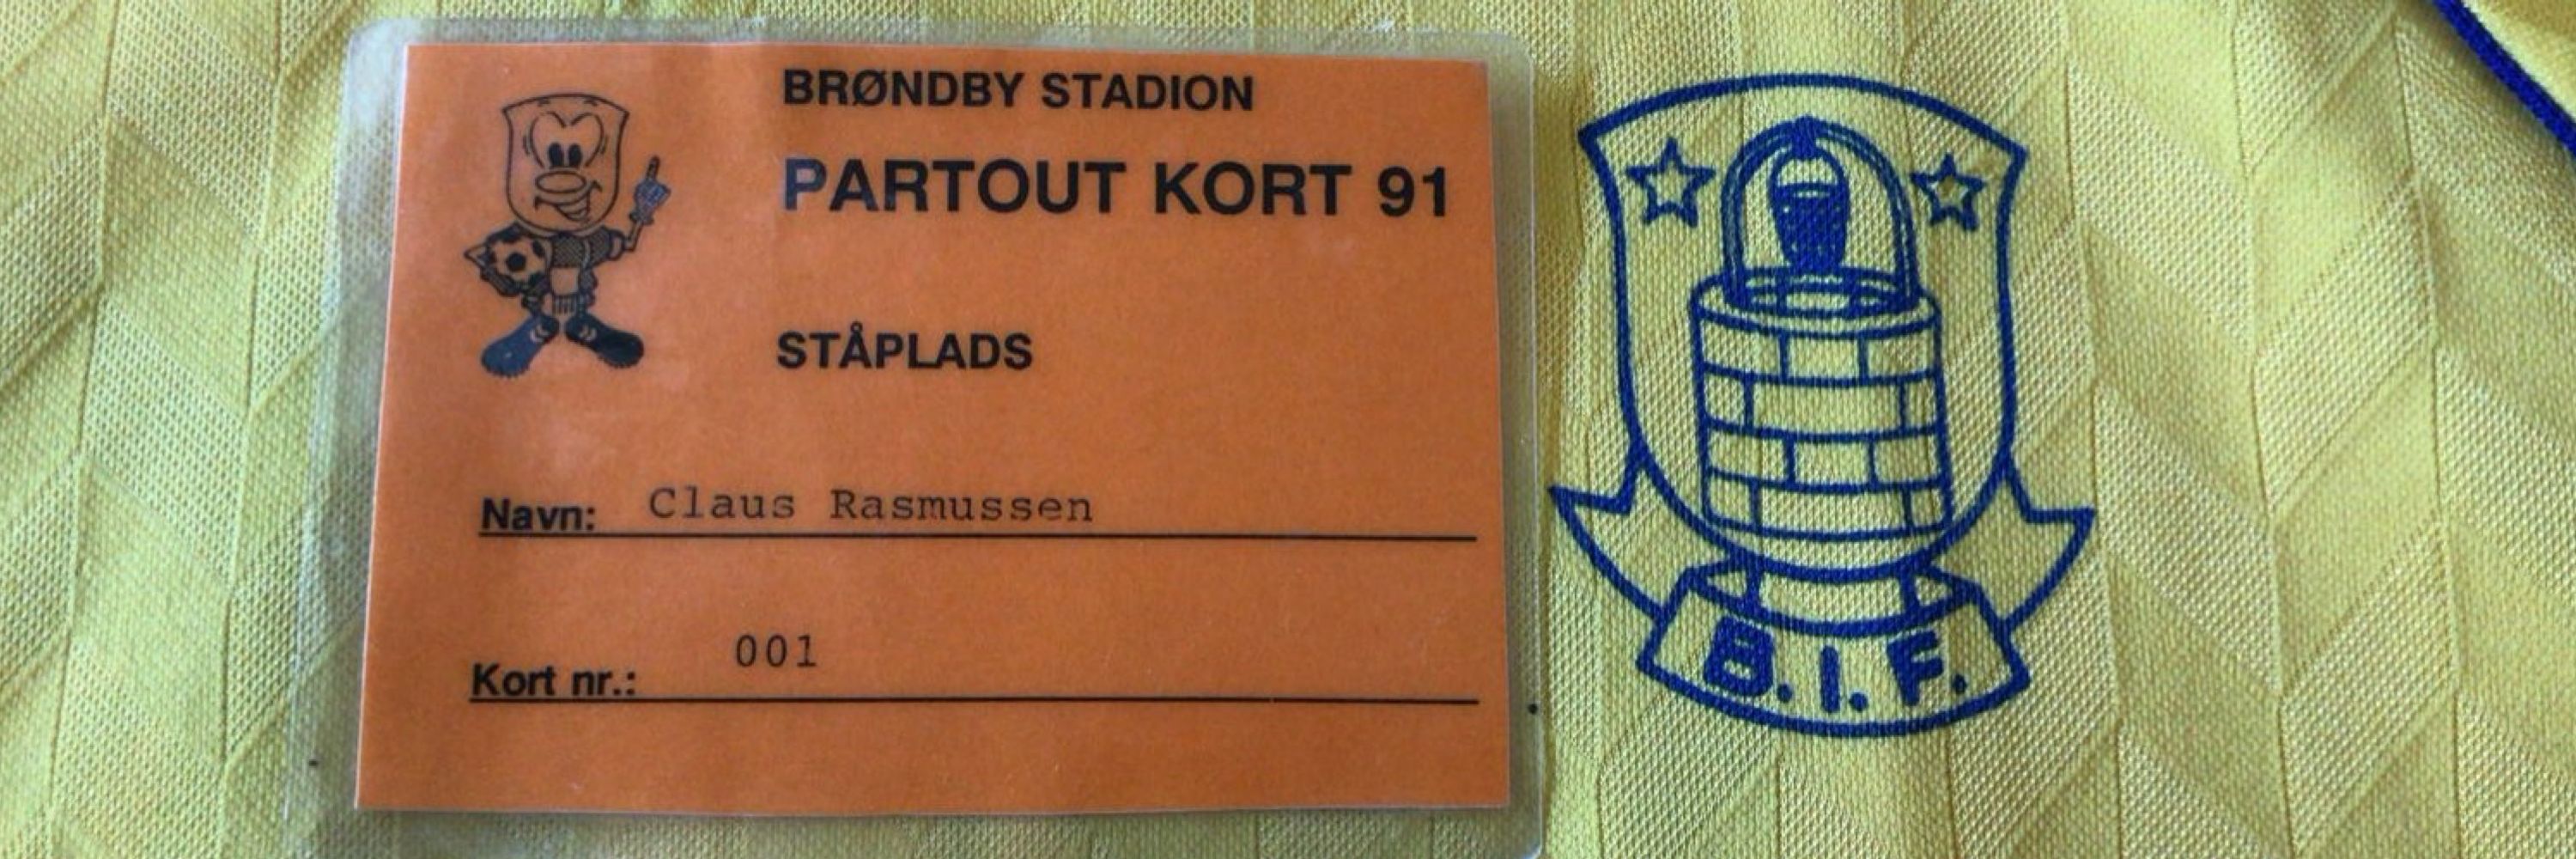 BRØNDBY STADION
PARTOUT KORT 91
STÅPLADS
Navn: Claus Rasmussen
Kort nr.: 001
B.I.F.